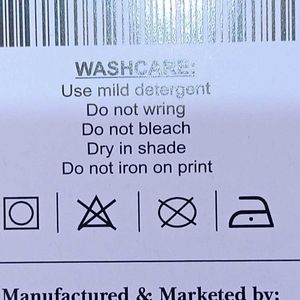 WASHCARE:
Use mild detergent
Do not wring
Do not bleach
Dry in shade
Do not iron on print
Manufactured & Marketed by: